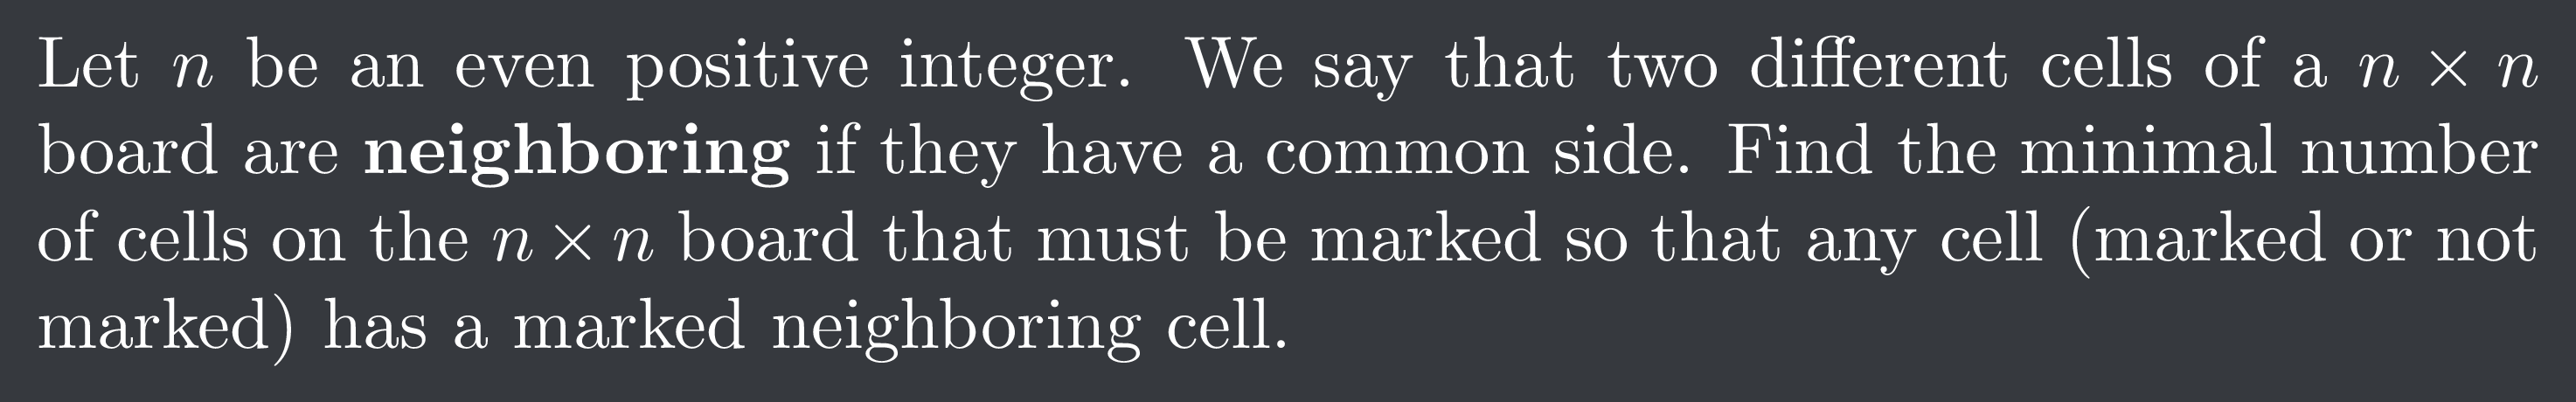 Let n be an even positive integer. We say that two different cells of a n × n
board are neighboring if they have a common side. Find the minimal number
of cells on the n × n board that must be marked so that any cell (marked or not
marked) has a marked neighboring cell.